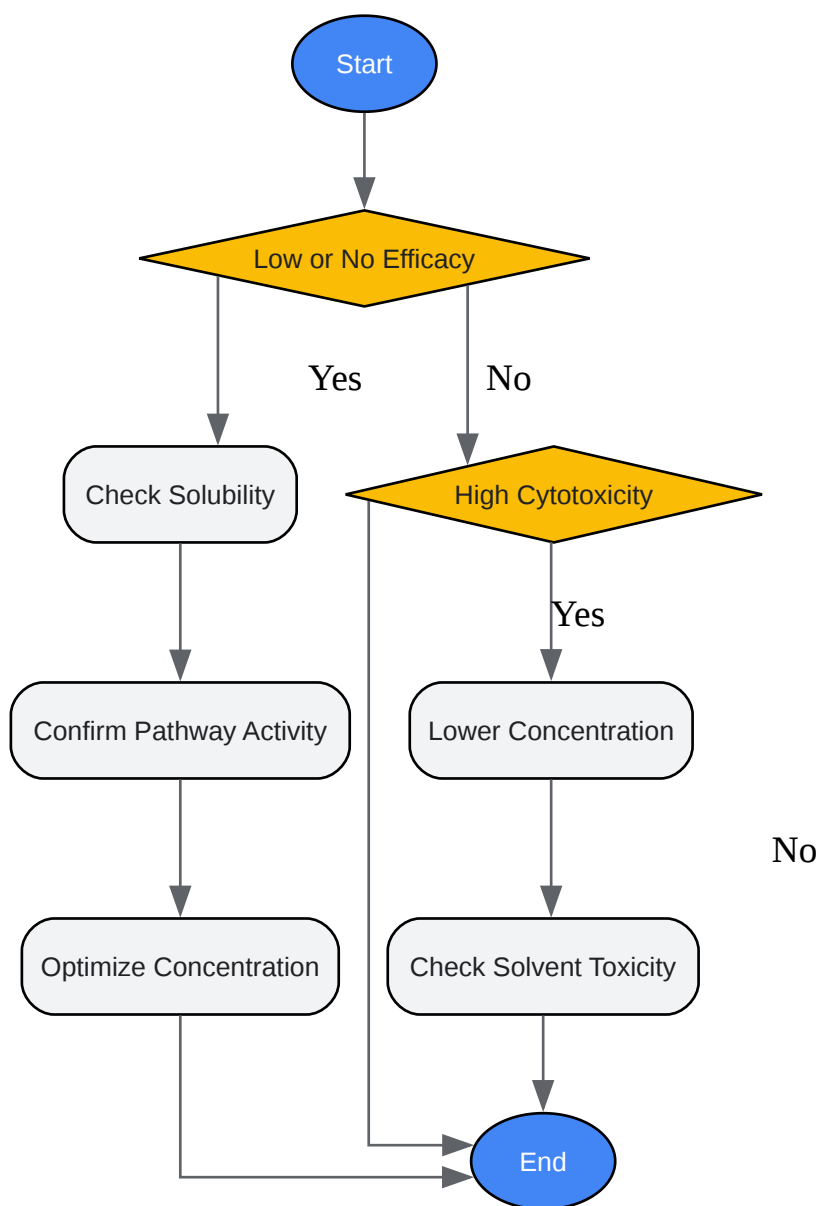 Start
Low or No Efficacy
Yes
No
Check Solubility
High Cytotoxicity
Yes
Confirm Pathway Activity
Lower Concentration
No
Optimize Concentration
Check Solvent Toxicity
End